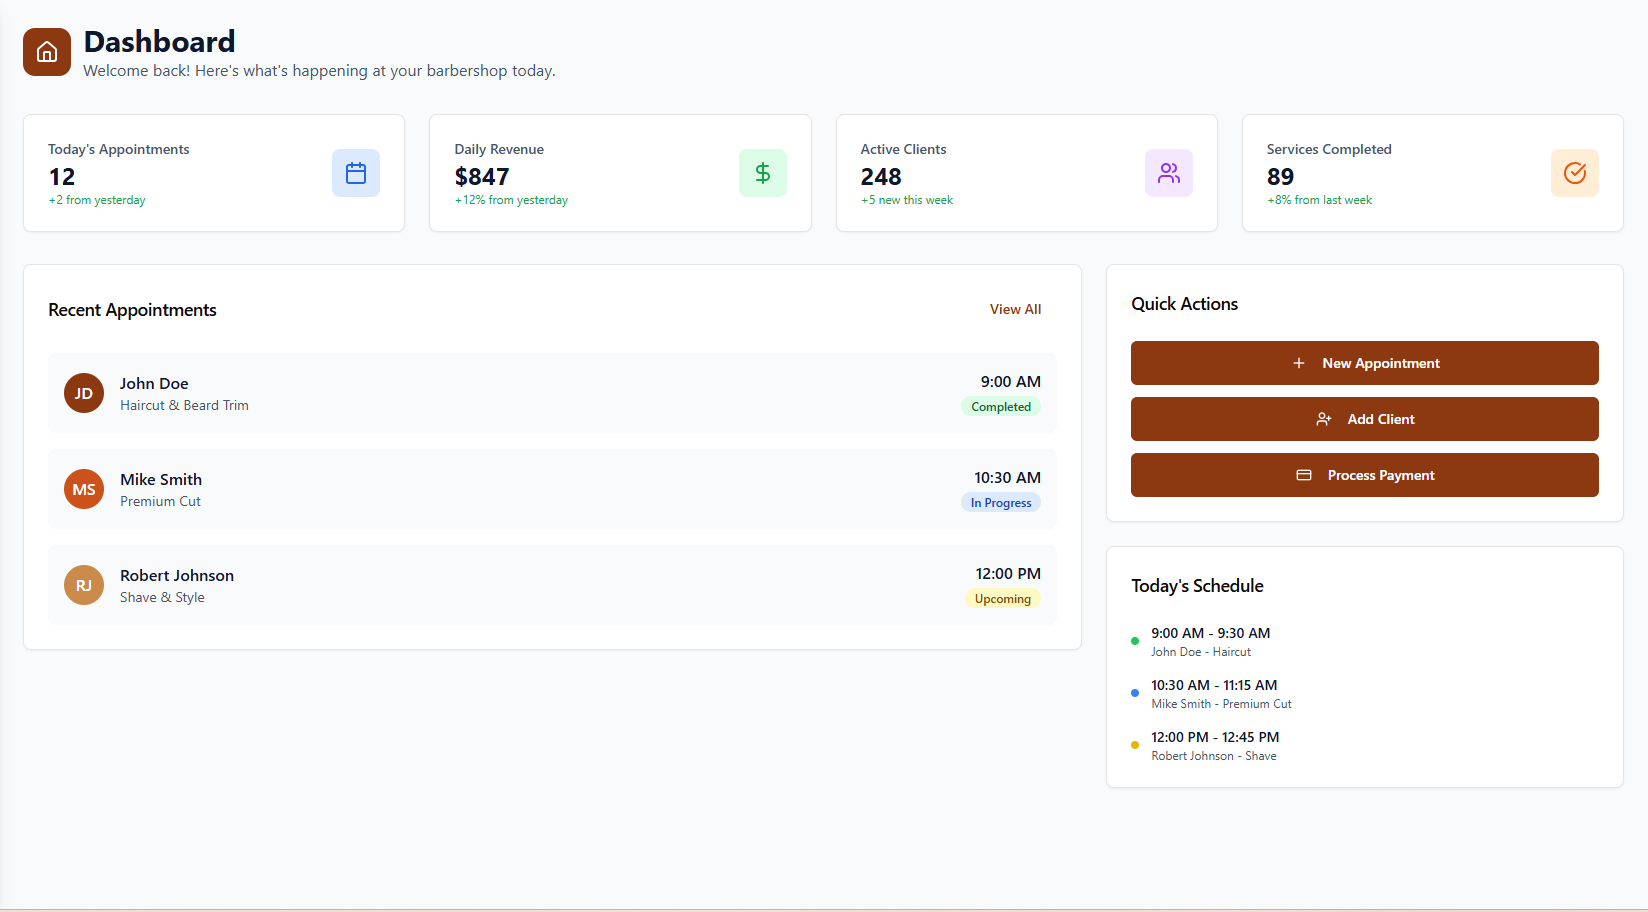 Dashboard
Welcome back! Here's what's happening at your barbershop today.
Today's Appointments
12
+2 from yesterday
Daily Revenue
$847
+12% from yesterday
Active Clients
248
+5 new this week
Services Completed
89
+8% from last week
Recent Appointments
View All
JD
John Doe
Haircut & Beard Trim
9:00 AM
Completed
MS
Mike Smith
Premium Cut
10:30 AM
In Progress
RJ
Robert Johnson
Shave & Style
12:00 PM
Upcoming
Quick Actions
New Appointment
Add Client
Process Payment
Today's Schedule
9:00 AM - 9:30 AM
John Doe - Haircut
10:30 AM - 11:15 AM
Mike Smith - Premium Cut
12:00 PM - 12:45 PM
Robert Johnson - Shave